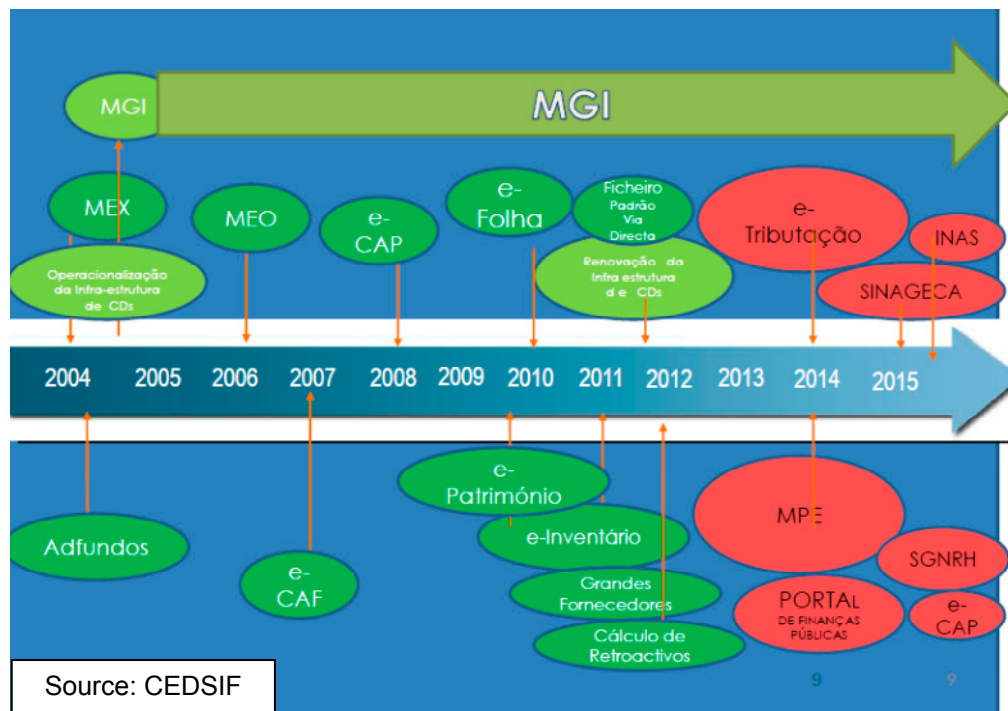 MGI
MGI
MEX
MEO
e-
CAP
e-
Folha
Ficheiro
Padrão
Via
Directa
e-
Tributação
INAS
Operacionalização
da Infra-estrutura
de CDs
Renovação da
Infra estrutura
d e CDs
SINAGECA
2004 2005 2006 2007 2008 2009 2010 2011 2012 2013 2014 2015
Adfundos
e-
CAF
e-
Património
e-Inventário
Grandes
Fornecedores
Cálculo de
Retroactivos
MPE
PORTAL
DE FINANÇAS
PÚBLICAS
SGNRH
e-
CAP
9 9
Source: CEDSIF